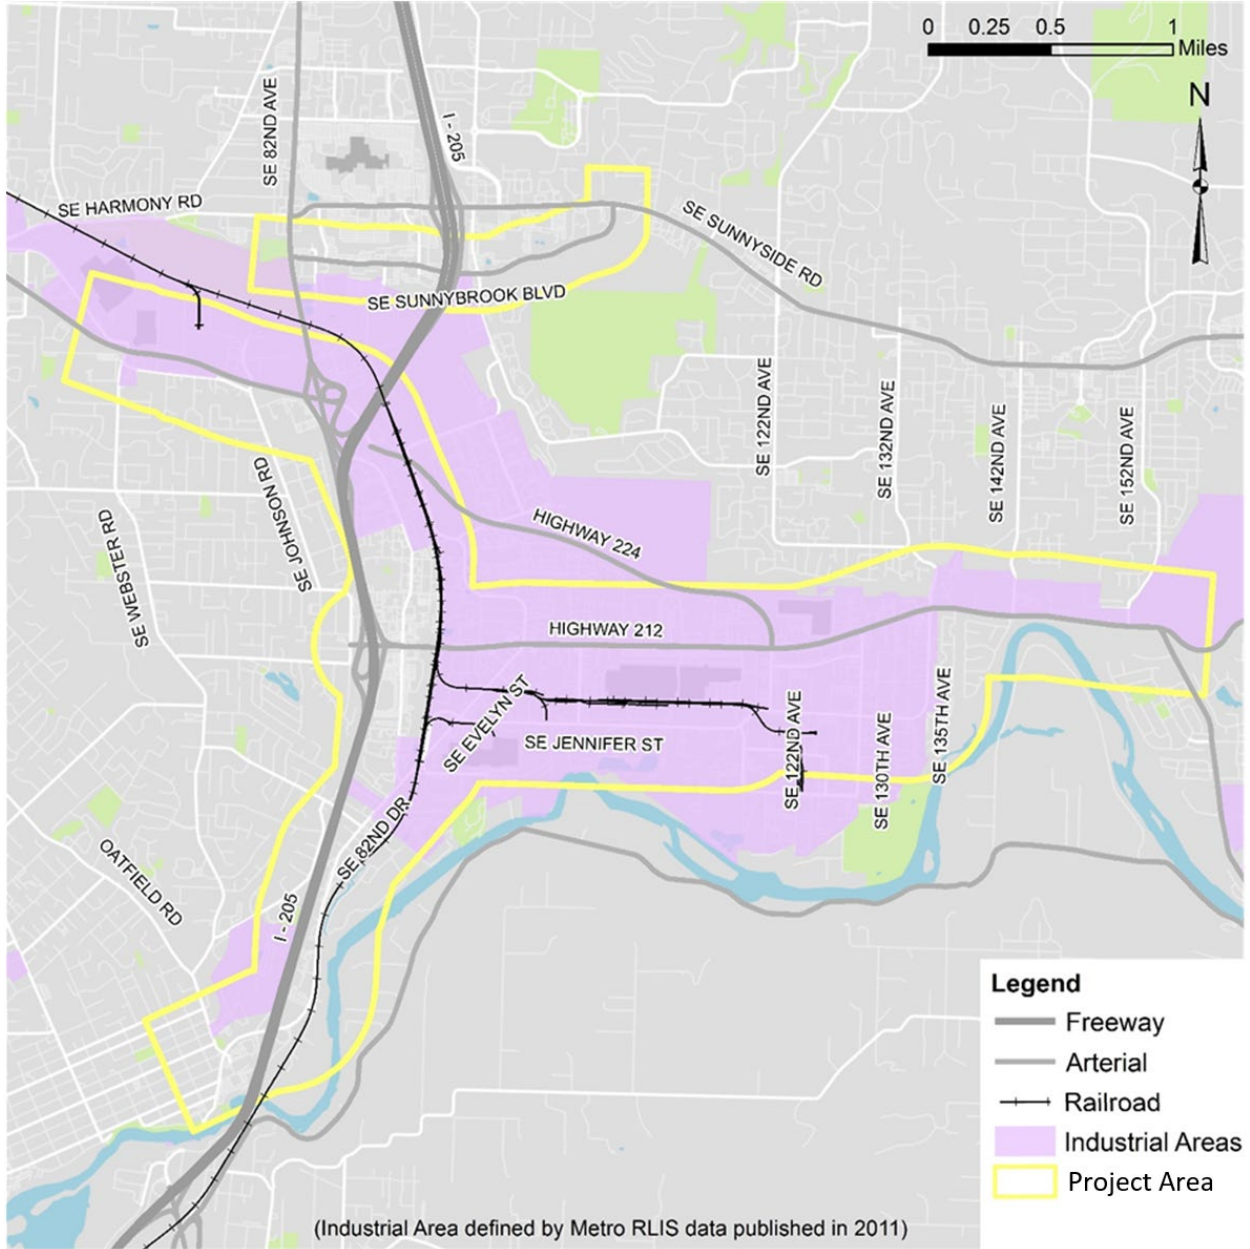 0 0.25 0.5 1
Miles
N
SE 82ND AVE
I - 205
SE HARMONY RD
SE SUNNYSIDE RD
SE SUNNYBROOK BLVD
SE 122ND AVE
SE 132ND AVE
SE 142ND AVE
SE 152ND AVE
SE JOHNSON RD
SE WEBSTER RD
HIGHWAY 224
HIGHWAY 212
SE EVELYN ST
SE JENNIFER ST
SE 122ND AVE
SE 130TH AVE
SE 135TH AVE
SE 82ND DR
OATFIELD RD
I - 205
Legend
Freeway
Arterial
Railroad
Industrial Areas
Project Area
(Industrial Area defined by Metro RLIS data published in 2011)